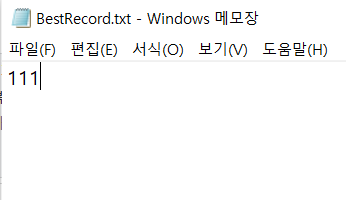 BestRecord.txt - Windows 메모장
파일(F) 편집(E) 서식(O) 보기(V) 도움말(H)
111